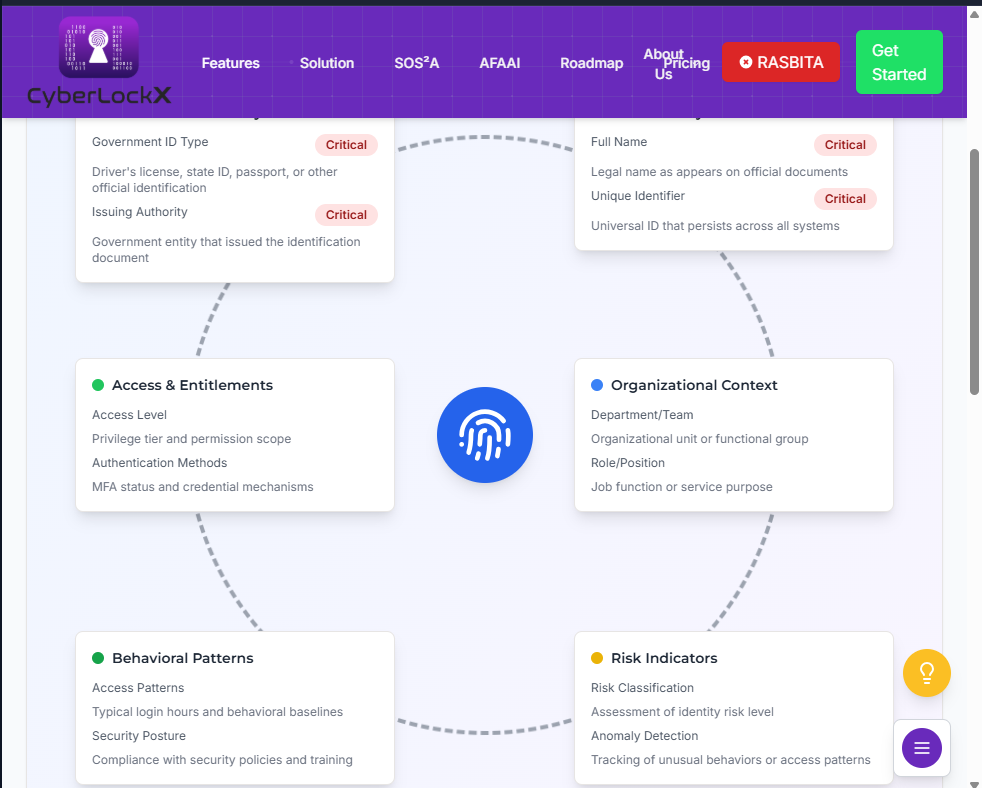 CyberLockX
Features
Solution
SOS²A
AFAAI
Roadmap
About
Us
Pricing
RASBITA
Get
Started
Government ID Type
Critical
Driver's license, state ID, passport, or other
official identification
Issuing Authority
Critical
Government entity that issued the identification
document
Full Name
Critical
Legal name as appears on official documents
Unique Identifier
Critical
Universal ID that persists across all systems
Access & Entitlements
Access Level
Privilege tier and permission scope
Authentication Methods
MFA status and credential mechanisms
Organizational Context
Department/Team
Organizational unit or functional group
Role/Position
Job function or service purpose
Behavioral Patterns
Access Patterns
Typical login hours and behavioral baselines
Security Posture
Compliance with security policies and training
Risk Indicators
Risk Classification
Assessment of identity risk level
Anomaly Detection
Tracking of unusual behaviors or access patterns